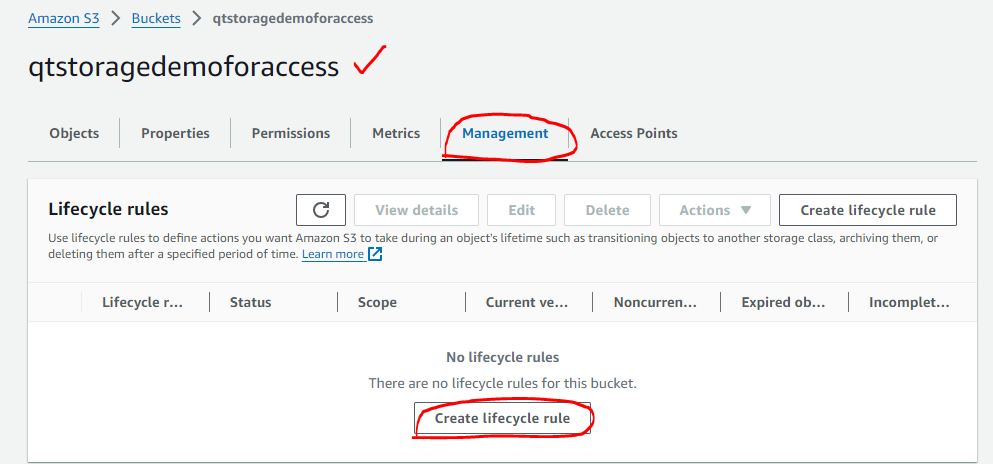 Amazon S3 > Buckets > qtstoragedemoforaccess
qtstoragedemoforaccess
Objects Properties Permissions Metrics Management Access Points
Lifecycle rules View details Edit Delete Actions Create lifecycle rule
Use lifecycle rules to define actions you want Amazon S3 to take during an object's lifetime such as transitioning objects to another storage class, archiving them, or
deleting them after a specified period of time. Learn more
Lifecycle r... Status Scope Current ve... Noncurren... Expired ob... Incomplet...
No lifecycle rules
There are no lifecycle rules for this bucket.
Create lifecycle rule